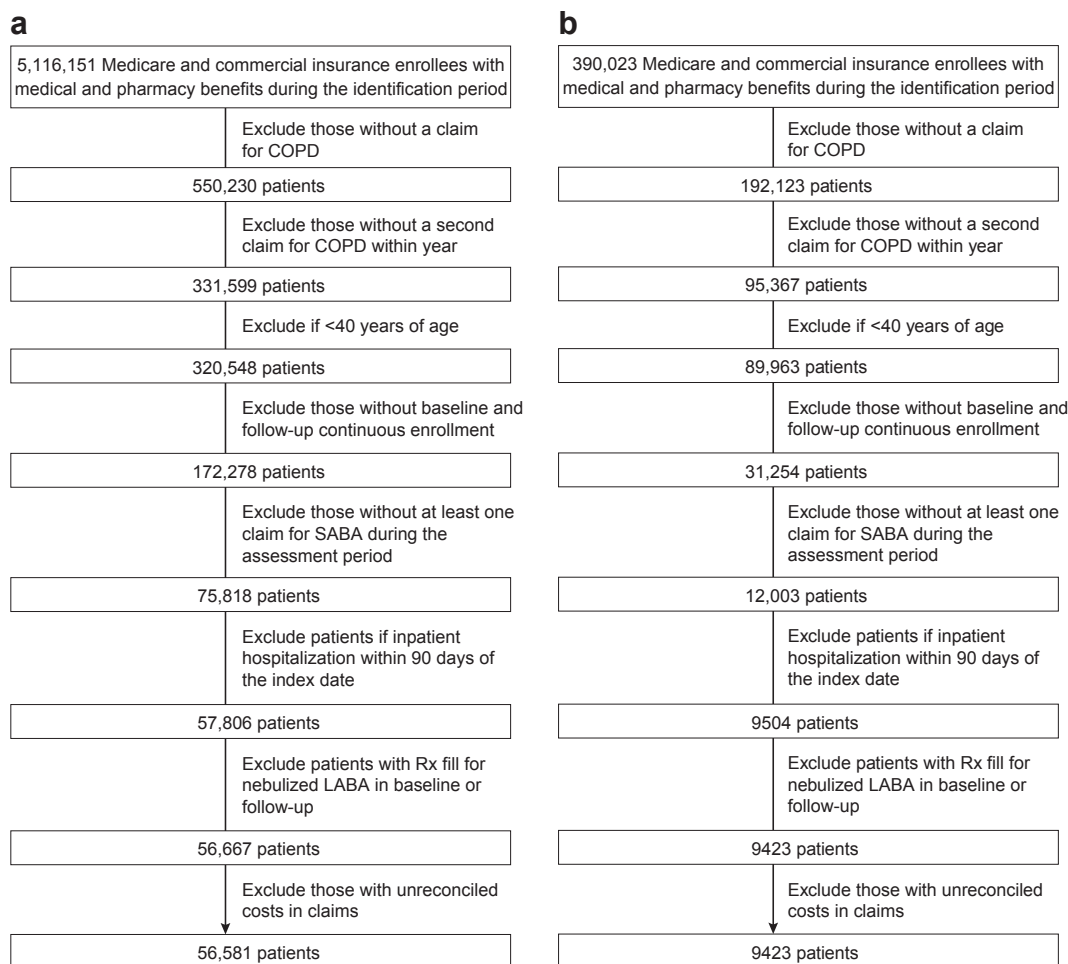 a
5,116,151 Medicare and commercial insurance enrollees with
medical and pharmacy benefits during the identification period
Exclude those without a claim
for COPD
550,230 patients
Exclude those without a second
claim for COPD within year
331,599 patients
Exclude if <40 years of age
320,548 patients
Exclude those without baseline and
follow-up continuous enrollment
172,278 patients
Exclude those without at least one
claim for SABA during the
assessment period
75,818 patients
Exclude patients if inpatient
hospitalization within 90 days of
the index date
57,806 patients
Exclude patients with Rx fill for
nebulized LABA in baseline or
follow-up
56,667 patients
Exclude those with unreconciled
costs in claims
56,581 patients
b
390,023 Medicare and commercial insurance enrollees with
medical and pharmacy benefits during the identification period
Exclude those without a claim
for COPD
192,123 patients
Exclude those without a second
claim for COPD within year
95,367 patients
Exclude if <40 years of age
89,963 patients
Exclude those without baseline and
follow-up continuous enrollment
31,254 patients
Exclude those without at least one
claim for SABA during the
assessment period
12,003 patients
Exclude patients if inpatient
hospitalization within 90 days of
the index date
9504 patients
Exclude patients with Rx fill for
nebulized LABA in baseline or
follow-up
9423 patients
Exclude those with unreconciled
costs in claims
9423 patients